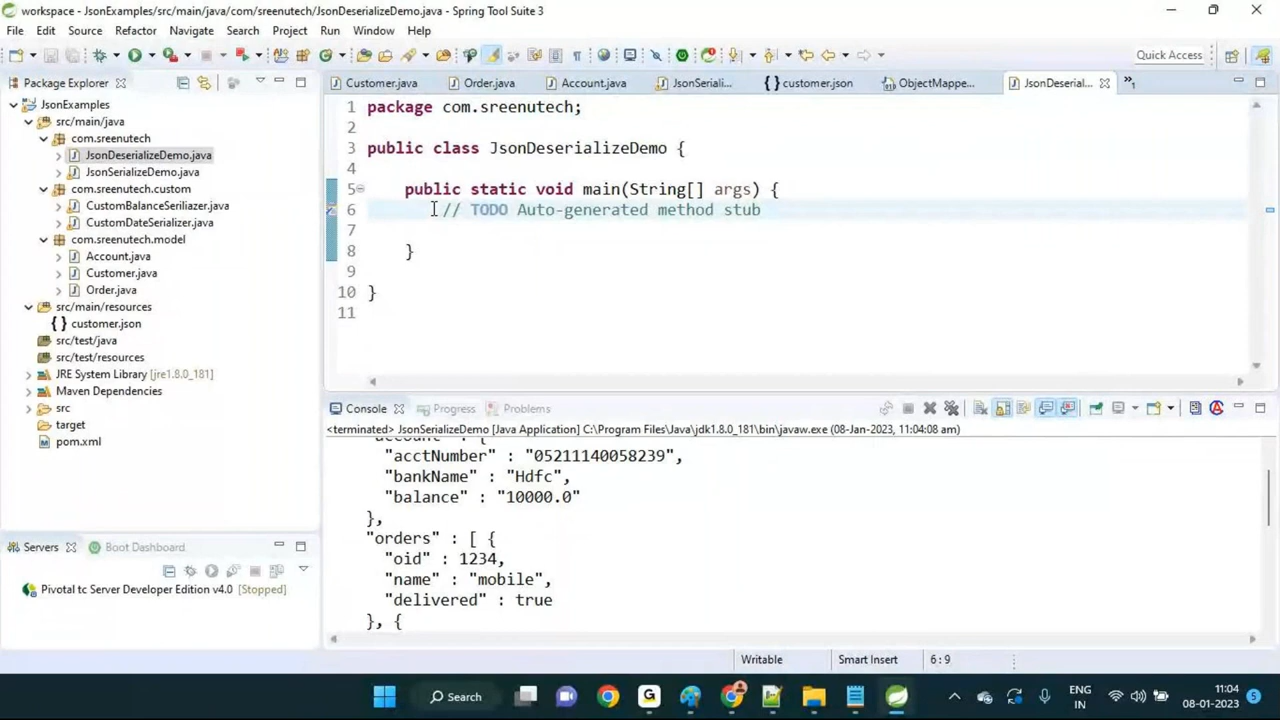 workspace - JsonExamples/src/main/java/com/sreenutech/JsonDeserializeDemo.java - Spring Tool Suite 3
File Edit Source Refactor Navigate Search Project Run Window Help
Quick Access
Package Explorer
Customer.java Order.java Account.java JsonSeriali... customer.json ObjectMappe... JsonDeserial... »1
JsonExamples
src/main/java
com.sreenutech
JsonDeserializeDemo.java
JsonSerializeDemo.java
com.sreenutech.custom
CustomBalanceSeriliazer.java
CustomDateSerializer.java
com.sreenutech.model
Account.java
Customer.java
Order.java
src/main/resources
customer.json
src/test/java
src/test/resources
JRE System Library [jre1.8.0_181]
Maven Dependencies
src
target
pom.xml
1 package com.sreenutech;
2
3 public class JsonDeserializeDemo {
4
5 public static void main(String[] args) {
6 // TODO Auto-generated method stub
7
8 }
9
10 }
11
Console Progress Problems
<terminated> JsonSerializeDemo [Java Application] C:\Program Files\Java\jdk1.8.0_181\bin\javaw.exe (08-Jan-2023, 11:04:08 am)
"account" : {
"acctNumber" : "05211140058239",
"bankName" : "Hdfc",
"balance" : "10000.0"
},
"orders" : [ {
"oid" : 1234,
"name" : "mobile",
"delivered" : true
}, {
Servers Boot Dashboard
Pivotal tc Server Developer Edition v4.0 [Stopped]
Writable Smart Insert 6:9
Search
ENG
IN
11:04
08-01-2023
5